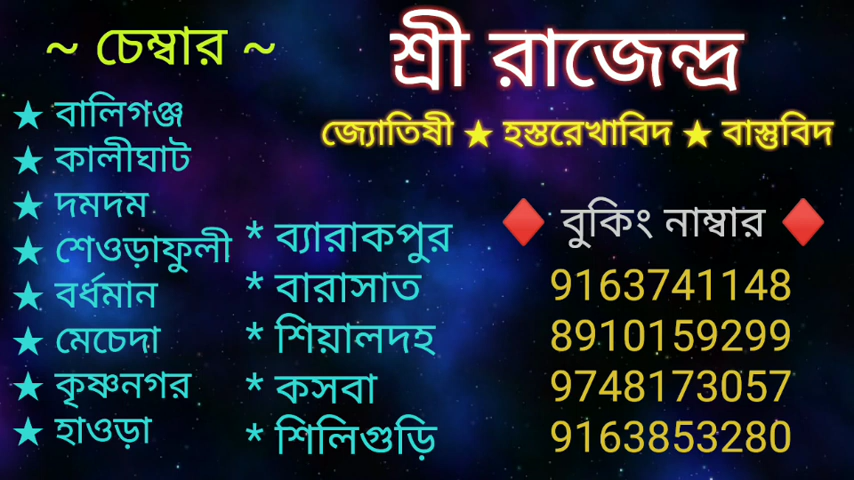 ~ চেম্বার ~
★ বালিগঞ্জ
★ কালীঘাট
★ দমদম
★ শেওড়াফুলী
★ বর্ধমান
★ মেচেদা
★ কৃষ্ণনগর
★ হাওড়া
* ব্যারাকপুর
* বারাসাত
* শিয়ালদহ
* কসবা
* শিলিগুড়ি
শ্রী রাজেন্দ্র
জ্যোতিষী ★ হস্তরেখাবিদ ★ বাস্তুবিদ
♦ বুকিং নাম্বার ♦
9163741148
8910159299
9748173057
9163853280